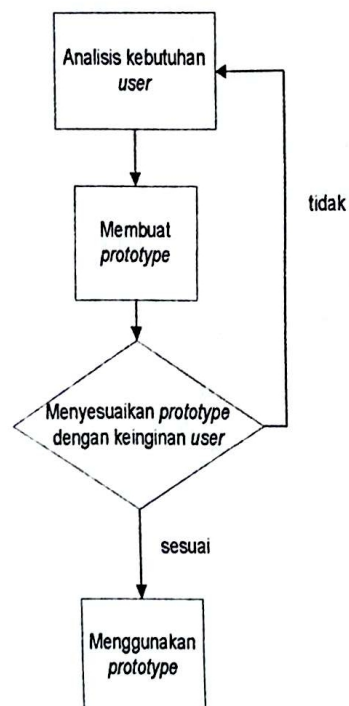 Analisis kebutuhan
user
tidak
Membuat
prototype
Menyesuaikan prototype
dengan keinginan user
sesuai
Menggunakan
prototype